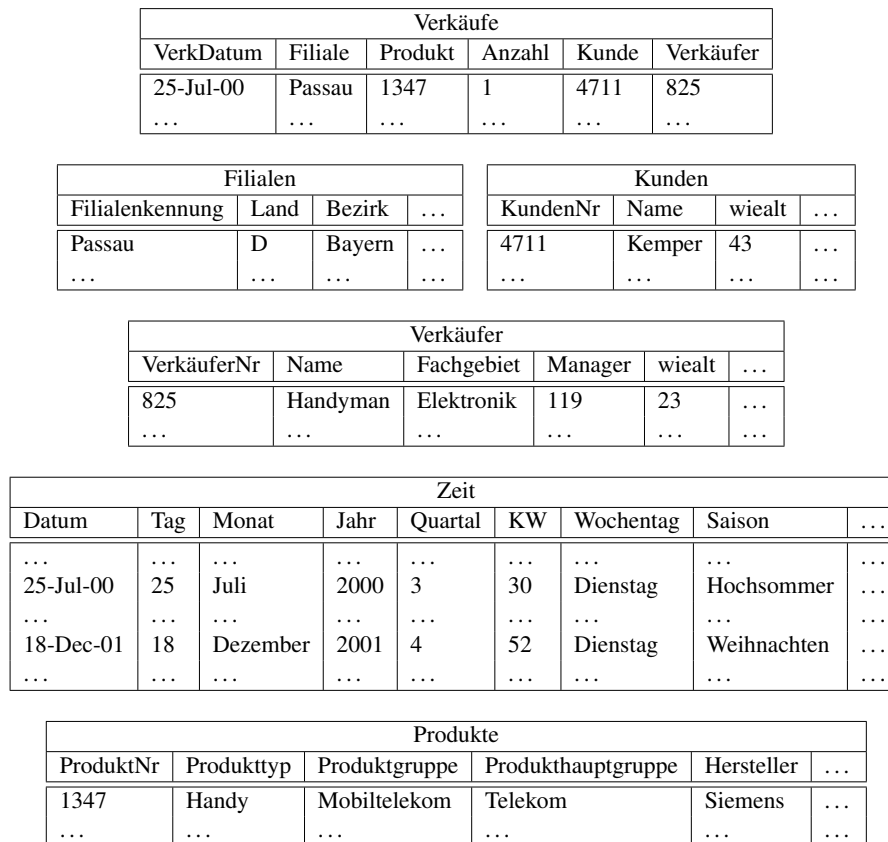 Verkäufe
VerkDatum Filiale Produkt Anzahl Kunde Verkäufer
25-Jul-00 Passau 1347 1 4711 825
... ... ... ... ... ...
Filialen
Filialenkennung Land Bezirk ...
Passau D Bayern ...
... ... ... ...
Kunden
KundenNr Name wiealt ...
4711 Kemper 43 ...
... ... ... ...
Verkäufer
VerkäuferNr Name Fachgebiet Manager wiealt ...
825 Handyman Elektronik 119 23 ...
... ... ... ... ... ...
Zeit
Datum Tag Monat Jahr Quartal KW Wochentag Saison ...
... ... ... ... ... ... ... ... ...
25-Jul-00 25 Juli 2000 3 30 Dienstag Hochsommer ...
... ... ... ... ... ... ... ... ...
18-Dec-01 18 Dezember 2001 4 52 Dienstag Weihnachten ...
... ... ... ... ... ... ... ... ...
Produkte
ProduktNr Produkttyp Produktgruppe Produkthauptgruppe Hersteller ...
1347 Handy Mobiltelekom Telekom Siemens ...
... ... ... ... ... ...